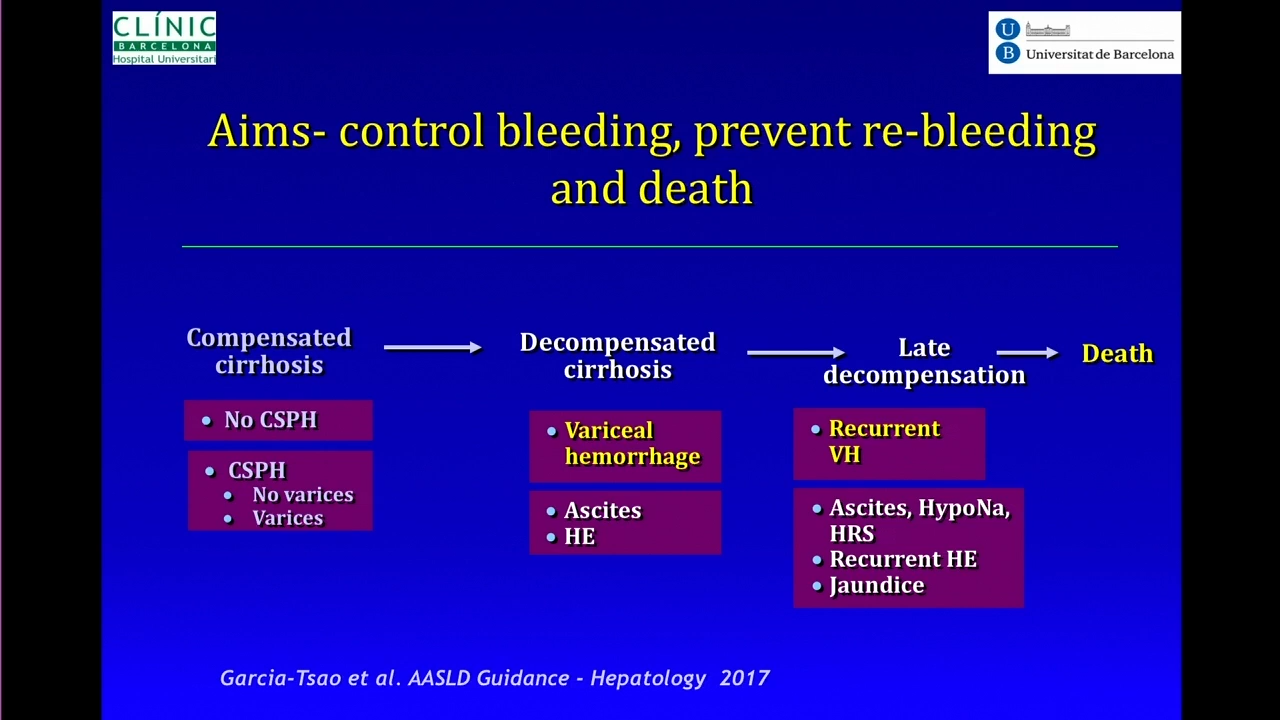 CLÍNIC
BARCELONA
Hospital Universitari
U
B
Universitat de Barcelona
Aims- control bleeding, prevent re-bleeding
and death
Compensated
cirrhosis
Decompensated
cirrhosis
Late
decompensation
Death
• No CSPH
• CSPH
• No varices
• Varices
• Variceal
hemorrhage
• Ascites
• HE
• Recurrent
VH
• Ascites, HypoNa,
HRS
• Recurrent HE
• Jaundice
Garcia-Tsao et al. AASLD Guidance - Hepatology 2017